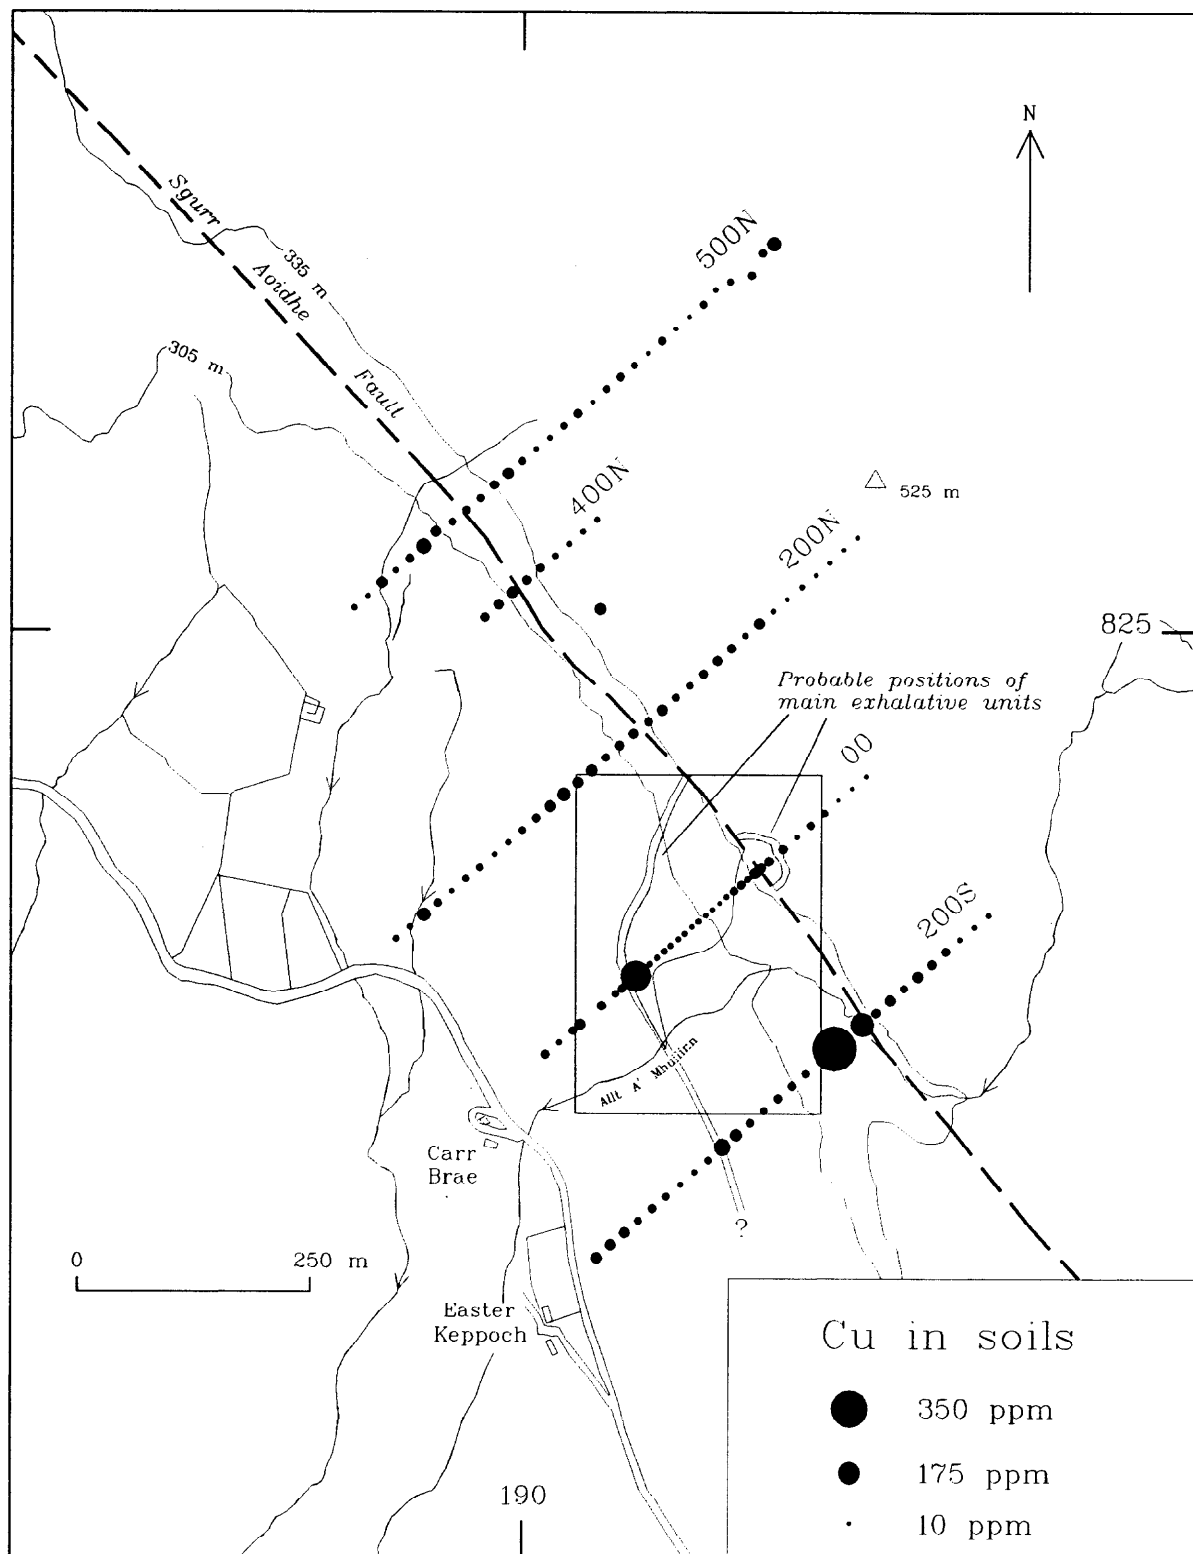 N
500N
Sgurr
335 m
Aoidhe
305 m
Fault
400N
525 m
200N
825
Probable positions of
main exhalative units
00
200S
Allt A' Mhuilinn
Carr
Brae
?
0
250 m
Easter
Keppoch
Cu in soils
350 ppm
175 ppm
10 ppm
190